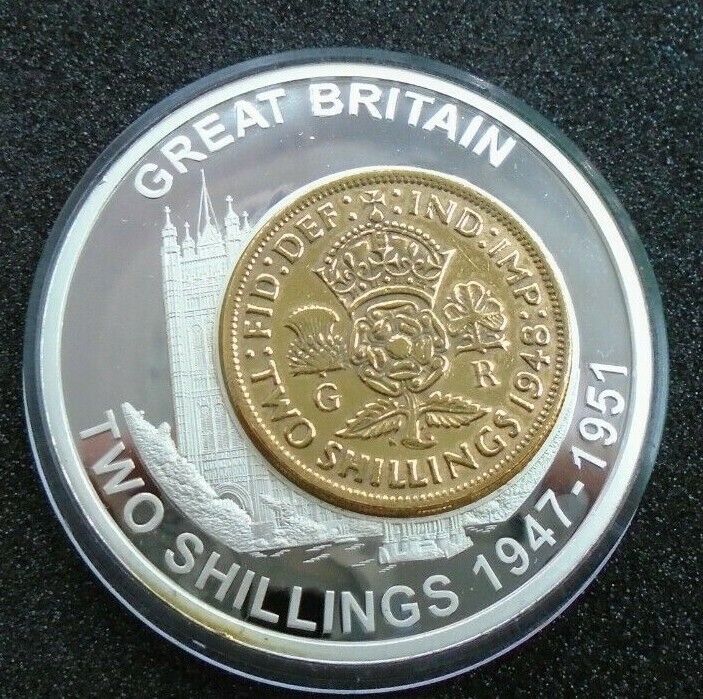 GREAT BRITAIN
FID: DEF: IND: IMP:
TWO SHILLINGS 1948
G R
TWO SHILLINGS 1947-1951